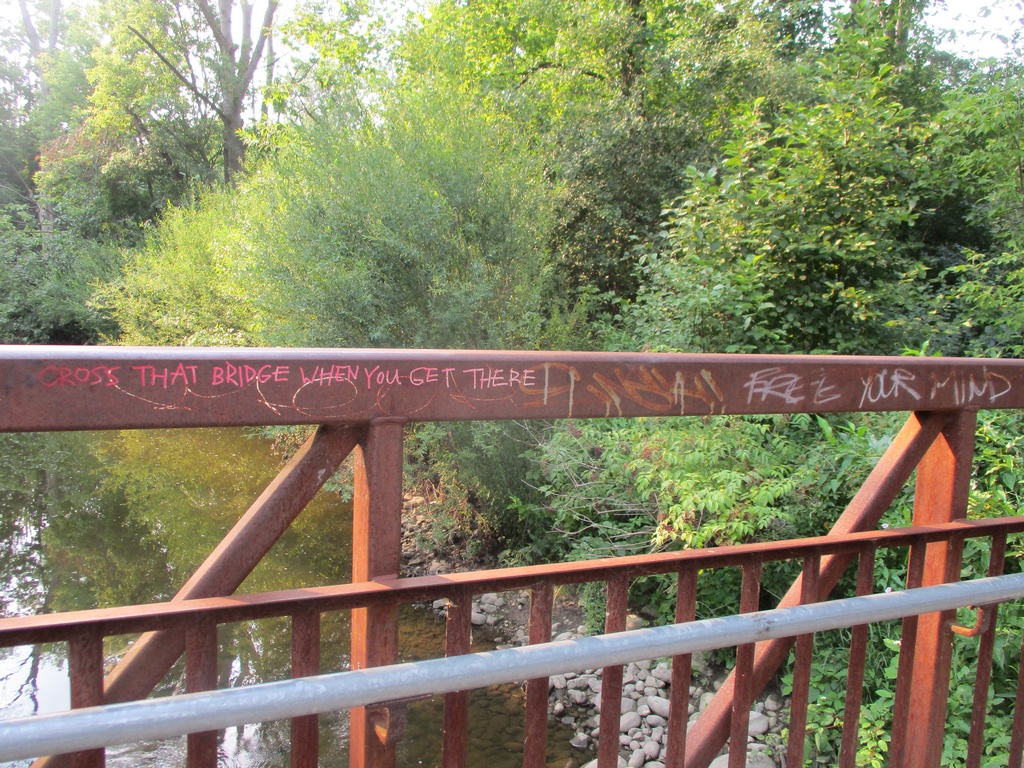 CROSS THAT BRIDGE WHEN YOU GET THERE
FREE YOUR MIND